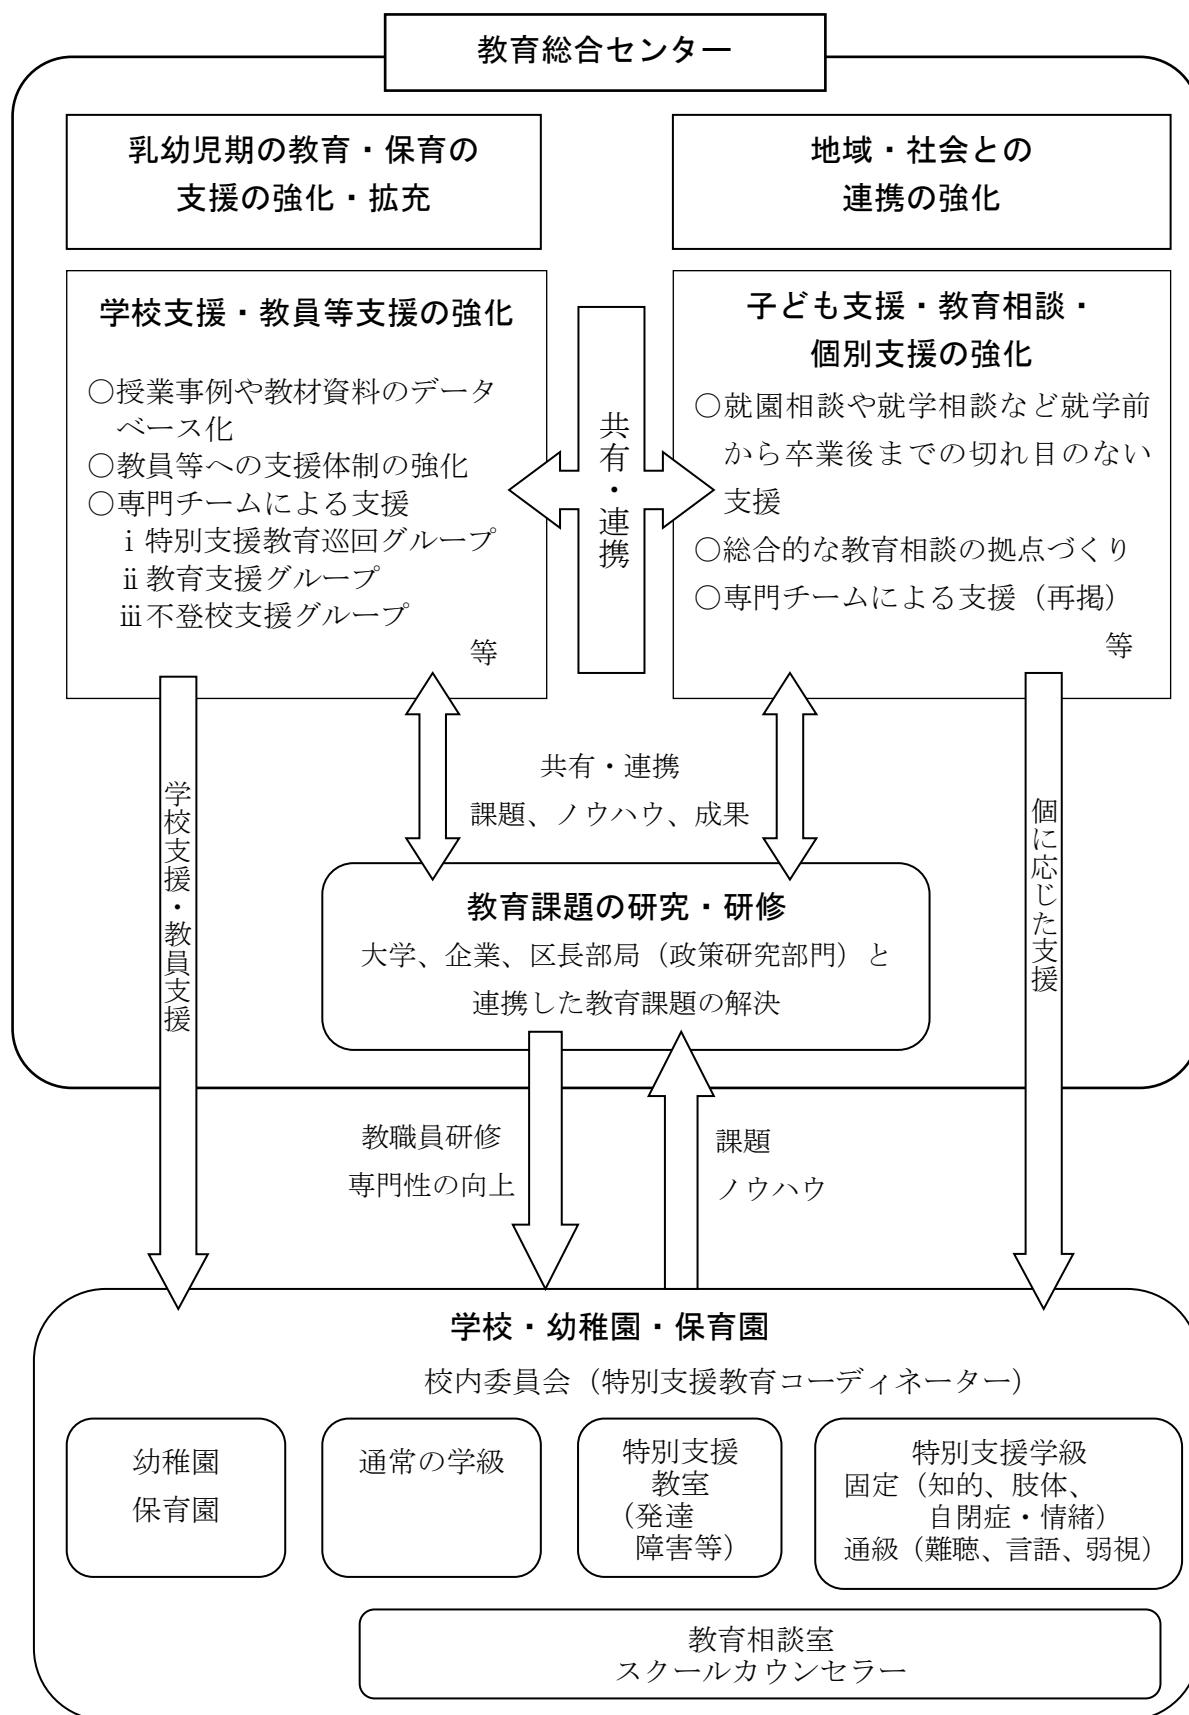 教育総合センター
乳幼児期の教育・保育の
支援の強化・拡充
地域・社会との
連携の強化
学校支援・教員等支援の強化
○授業事例や教材資料のデータ
ベース化
○教員等への支援体制の強化
○専門チームによる支援
ⅰ特別支援教育巡回グループ
ⅱ教育支援グループ
ⅲ不登校支援グループ
等
共有・連携
子ども支援・教育相談・
個別支援の強化
○就園相談や就学相談など就学前
から卒業後までの切れ目のない
支援
○総合的な教育相談の拠点づくり
○専門チームによる支援（再掲）
等
学校支援・教員支援
共有・連携
課題、ノウハウ、成果
個に応じた支援
教育課題の研究・研修
大学、企業、区長部局（政策研究部門）と
連携した教育課題の解決
教職員研修
専門性の向上
課題
ノウハウ
学校・幼稚園・保育園
校内委員会（特別支援教育コーディネーター）
幼稚園
保育園
通常の学級
特別支援
教室
（発達
障害等）
特別支援学級
固定（知的、肢体、
自閉症・情緒）
通級（難聴、言語、弱視）
教育相談室
スクールカウンセラー